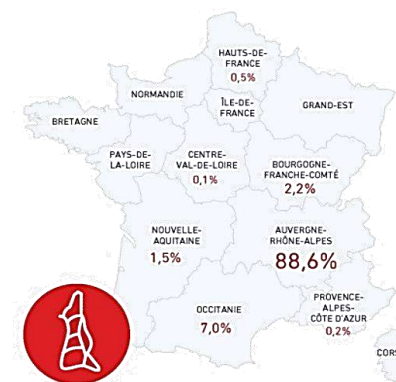 HAUTS-DE-
FRANCE
0,5%
NORMANDIE
ÎLE-DE-
FRANCE
GRAND-EST
BRETAGNE
PAYS-DE-
LA-LOIRE
CENTRE-
VAL-DE-LOIRE
0,1%
BOURGOGNE-
FRANCHE-COMTÉ
2,2%
NOUVELLE-
AQUITAINE
1,5%
AUVERGNE-
RHÔNE-ALPES
88,6%
OCCITANIE
7,0%
PROVENCE-
ALPES-
CÔTE D'AZUR
0,2%
CORS